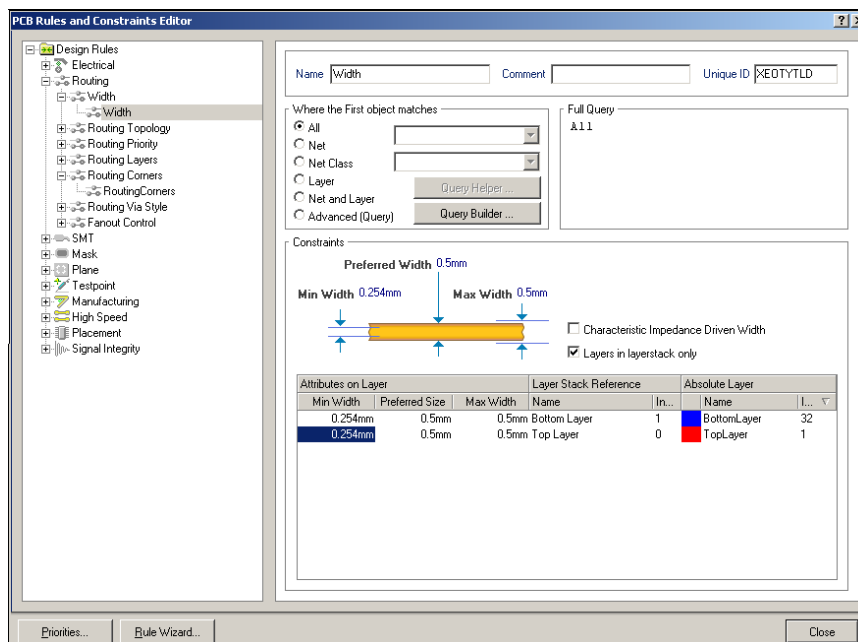 PCB Rules and Constraints Editor
Design Rules
Electrical
Routing
Width
Width
Routing Topology
Routing Priority
Routing Layers
Routing Corners
RoutingCorners
Routing Via Style
Fanout Control
SMT
Mask
Plane
Testpoint
Manufacturing
High Speed
Placement
Signal Integrity
Name Width Comment Unique ID XEOTYTLD
Where the First object matches
All
Net
Net Class
Layer
Net and Layer
Advanced (Query)
Query Helper ...
Query Builder ...
Full Query
All
Constraints
Preferred Width 0.5mm
Min Width 0.254mm Max Width 0.5mm
Characteristic Impedance Driven Width
Layers in layerstack only
Attributes on Layer Layer Stack Reference Absolute Layer
Min Width Preferred Size Max Width Name In... Name I...
0.254mm 0.5mm 0.5mm Bottom Layer 1 BottomLayer 32
0.254mm 0.5mm 0.5mm Top Layer 0 TopLayer 1
Priorities... Rule Wizard... Close